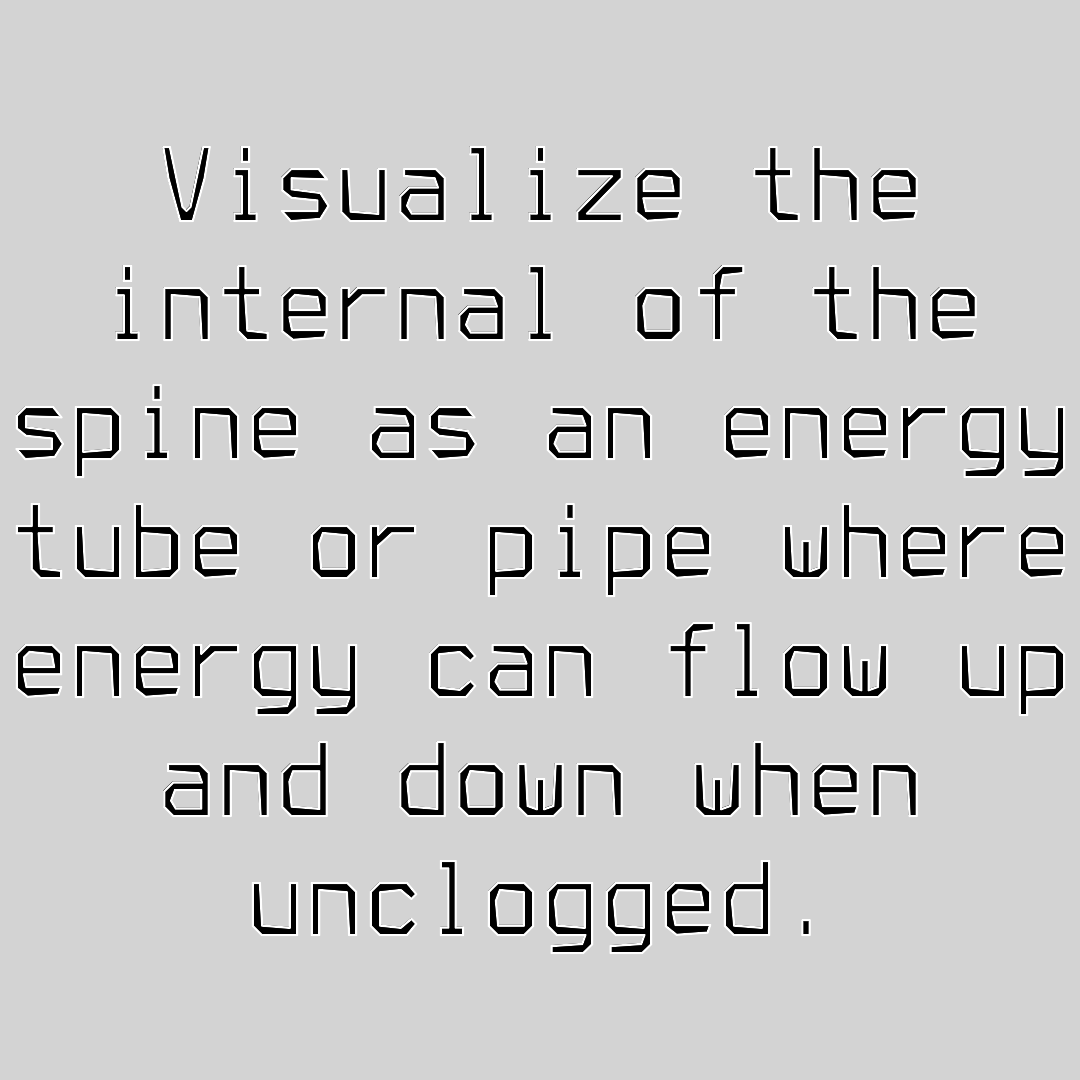 Visualize the
internal of the
spine as an energy
tube or pipe where
energy can flow up
and down when
unclogged.